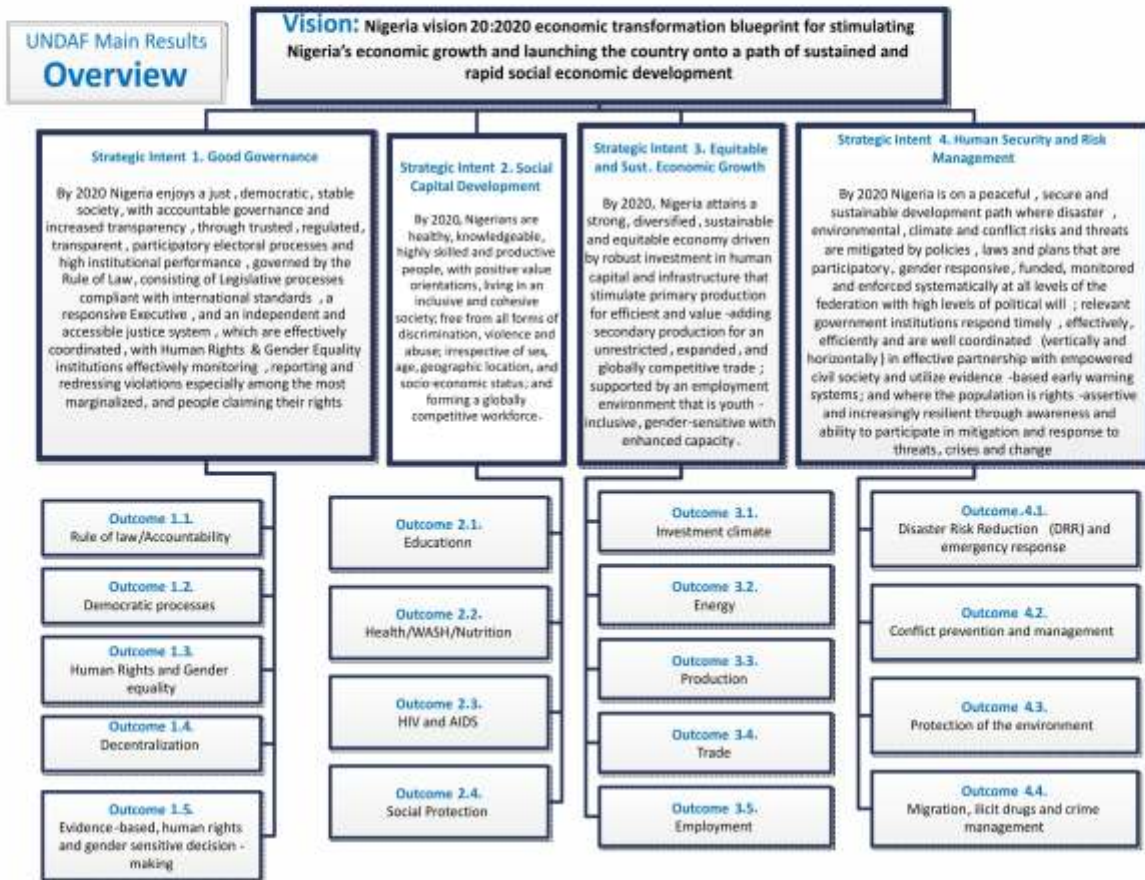 UNDAF Main Results
Overview
Vision: Nigeria vision 20:2020 economic transformation blueprint for stimulating
Nigeria's economic growth and launching the country onto a path of sustained and
rapid social economic development
Strategic Intent 1. Good Governance
By 2020 Nigeria enjoys a just , democratic , stable
society , with accountable governance and
increased transparency , through trusted , regulated ,
transparent , participatory electoral processes and
high institutional performance , governed by the
Rule of Law , consisting of Legislative processes
compliant with international standards , a
responsive Executive , and an independent and
accessible justice system , which are effectively
coordinated , with Human Rights & Gender Equality
institutions effectively monitoring , reporting and
redressing violations especially among the most
marginalized , and people claiming their rights
Strategic Intent 2. Social
Capital Development
By 2020, Nigerians are
healthy, knowledgeable,
highly skilled and productive
people, with positive value
orientations, living in an
inclusive and cohesive
society; free from all forms of
discrimination, violence and
abuse; irrespective of sex,
age, geographic location, and
socio-economic status; and
forming a globally
competitive workforce.
Strategic Intent 3. Equitable
and Sust. Economic Growth
By 2020, Nigeria attains a
strong , diversified , sustainable
and equitable economy driven
by robust investment in human
capital and infrastructure that
stimulate primary production
for efficient and value -adding
secondary production for an
unrestricted , expanded , and
globally competitive trade ;
supported by an employment
environment that is youth -
inclusive, gender-sensitive with
enhanced capacity .
Strategic Intent 4. Human Security and Risk
Management
By 2020 Nigeria is on a peaceful , secure and
sustainable development path where disaster ,
environmental , climate and conflict risks and threats
are mitigated by policies , laws and plans that are
participatory , gender responsive , funded, monitored
and enforced systematically at all levels of the
federation with high levels of political will ; relevant
government institutions respond timely , effectively,
efficiently and are well coordinated (vertically and
horizontally ) in effective partnership with empowered
civil society and utilize evidence -based early warning
systems; and where the population is rights -assertive
and increasingly resilient through awareness and
ability to participate in mitigation and response to
threats, crises and change
Outcome 1.1.
Rule of law/Accountability
Outcome 1.2.
Democratic processes
Outcome 1.3.
Human Rights and Gender
equality
Outcome 1.4.
Decentralization
Outcome 1.5.
Evidence -based, human rights
and gender sensitive decision -
making
Outcome 2.1.
Educationn
Outcome 2.2.
Health/WASH/Nutrition
Outcome 2.3.
HIV and AIDS
Outcome 2.4.
Social Protection
Outcome 3.1.
Investment climate
Outcome 3.2.
Energy
Outcome 3.3.
Production
Outcome 3.4.
Trade
Outcome 3.5.
Employment
Outcome.4.1.
Disaster Risk Reduction (DRR) and
emergency response
Outcome 4.2.
Conflict prevention and management
Outcome 4.3.
Protection of the environment
Outcome 4.4.
Migration, illicit drugs and crime
management